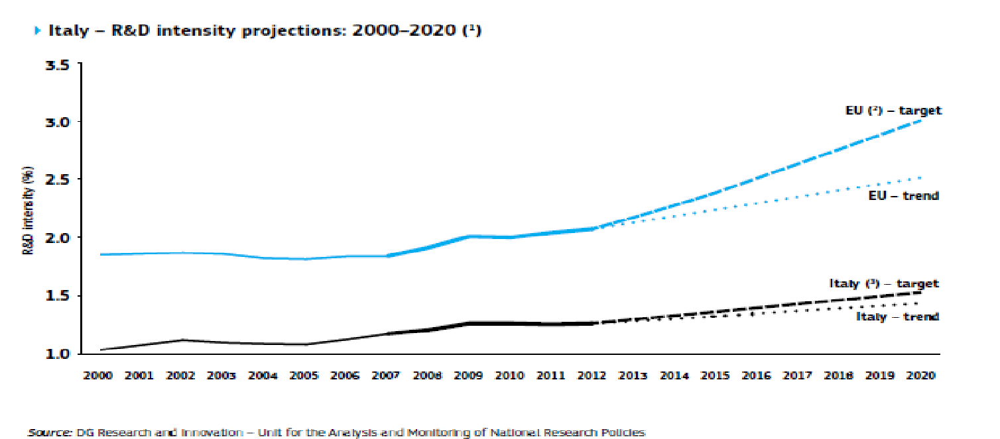 Italy – R&D intensity projections: 2000–2020 (¹)
3.5
EU (²) – target
3.0
R&D intensity (%)
2.5
EU – trend
2.0
Italy (³) – target
1.5
Italy – trend
1.0
2000 2001 2002 2003 2004 2005 2006 2007 2008 2009 2010 2011 2012 2013 2014 2015 2016 2017 2018 2019 2020
Source: DG Research and Innovation – Unit for the Analysis and Monitoring of National Research Policies